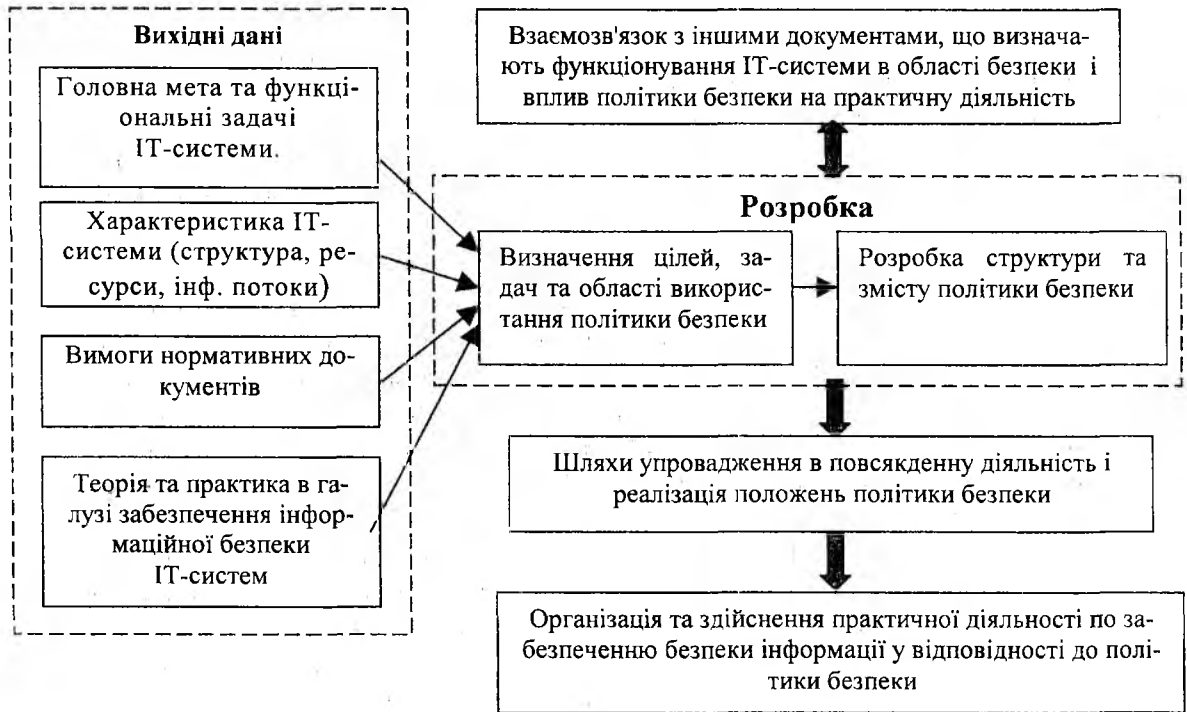 Вихідні дані
Головна мета та функці-
ональні задачі
ІТ-системи.
Характеристика ІТ-
системи (структура, ре-
сурси, інф. потоки)
Вимоги нормативних до-
кументів
Теорія та практика в га-
лузі забезпечення інфор-
маційної безпеки
ІТ-систем
Взаємозв'язок з іншими документами, що визнача-
ють функціонування ІТ-системи в області безпеки і
вплив політики безпеки на практичну діяльність
Розробка
Визначення цілей, за-
дач та області викорис-
тання політики безпеки
Розробка структури та
змісту політики безпеки
Шляхи упровадження в повсякденну діяльність і
реалізація положень політики безпеки
Організація та здійснення практичної діяльності по за-
безпеченню безпеки інформації у відповідності до полі-
тики безпеки